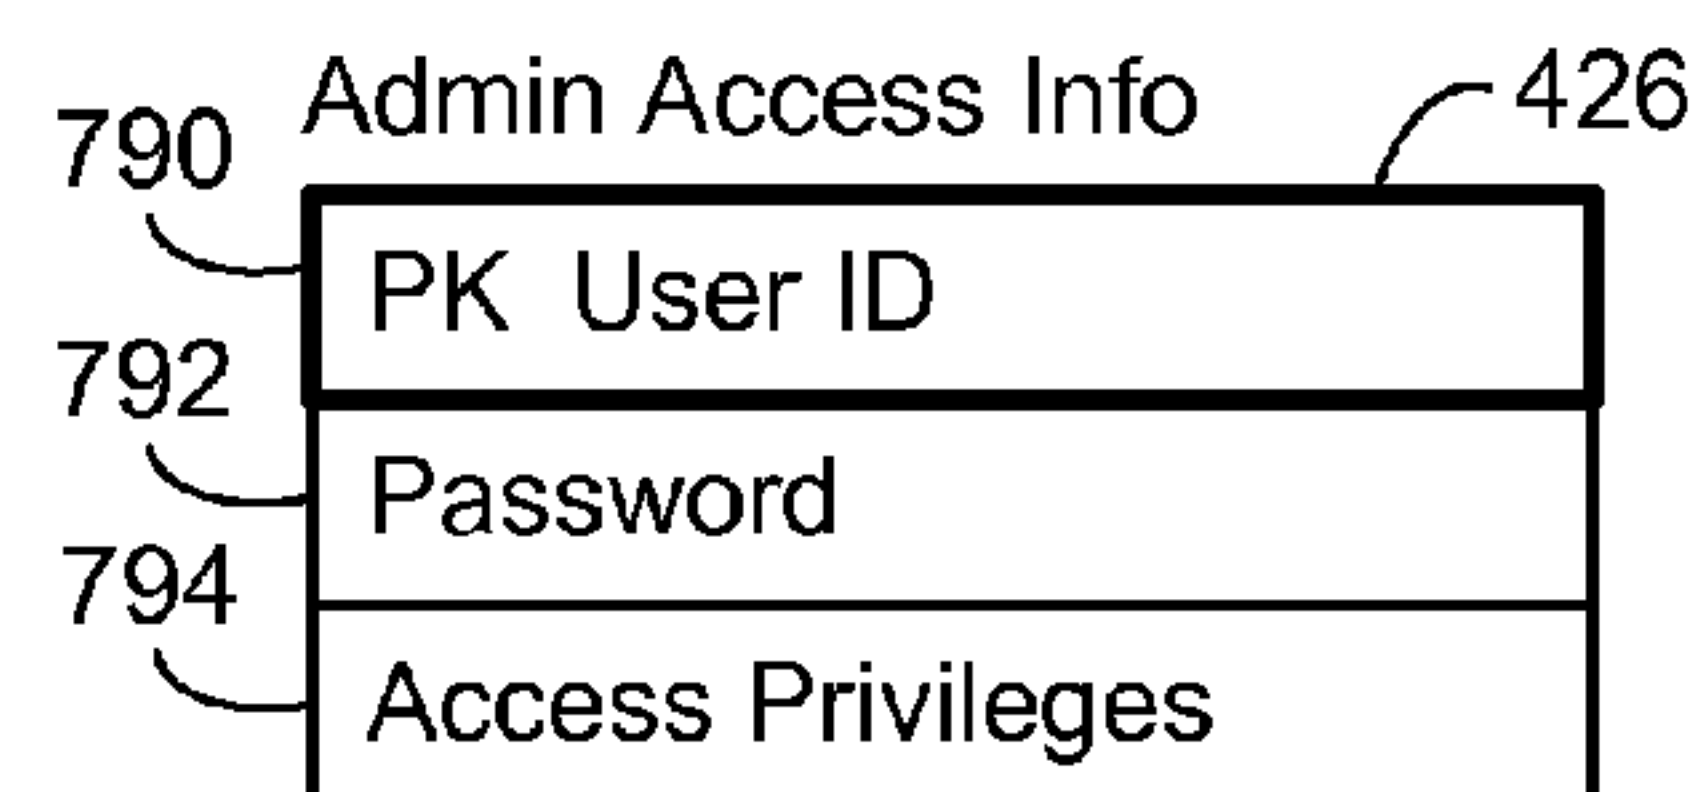 Admin Access Info
426
790
PK User ID
792
Password
794
Access Privileges